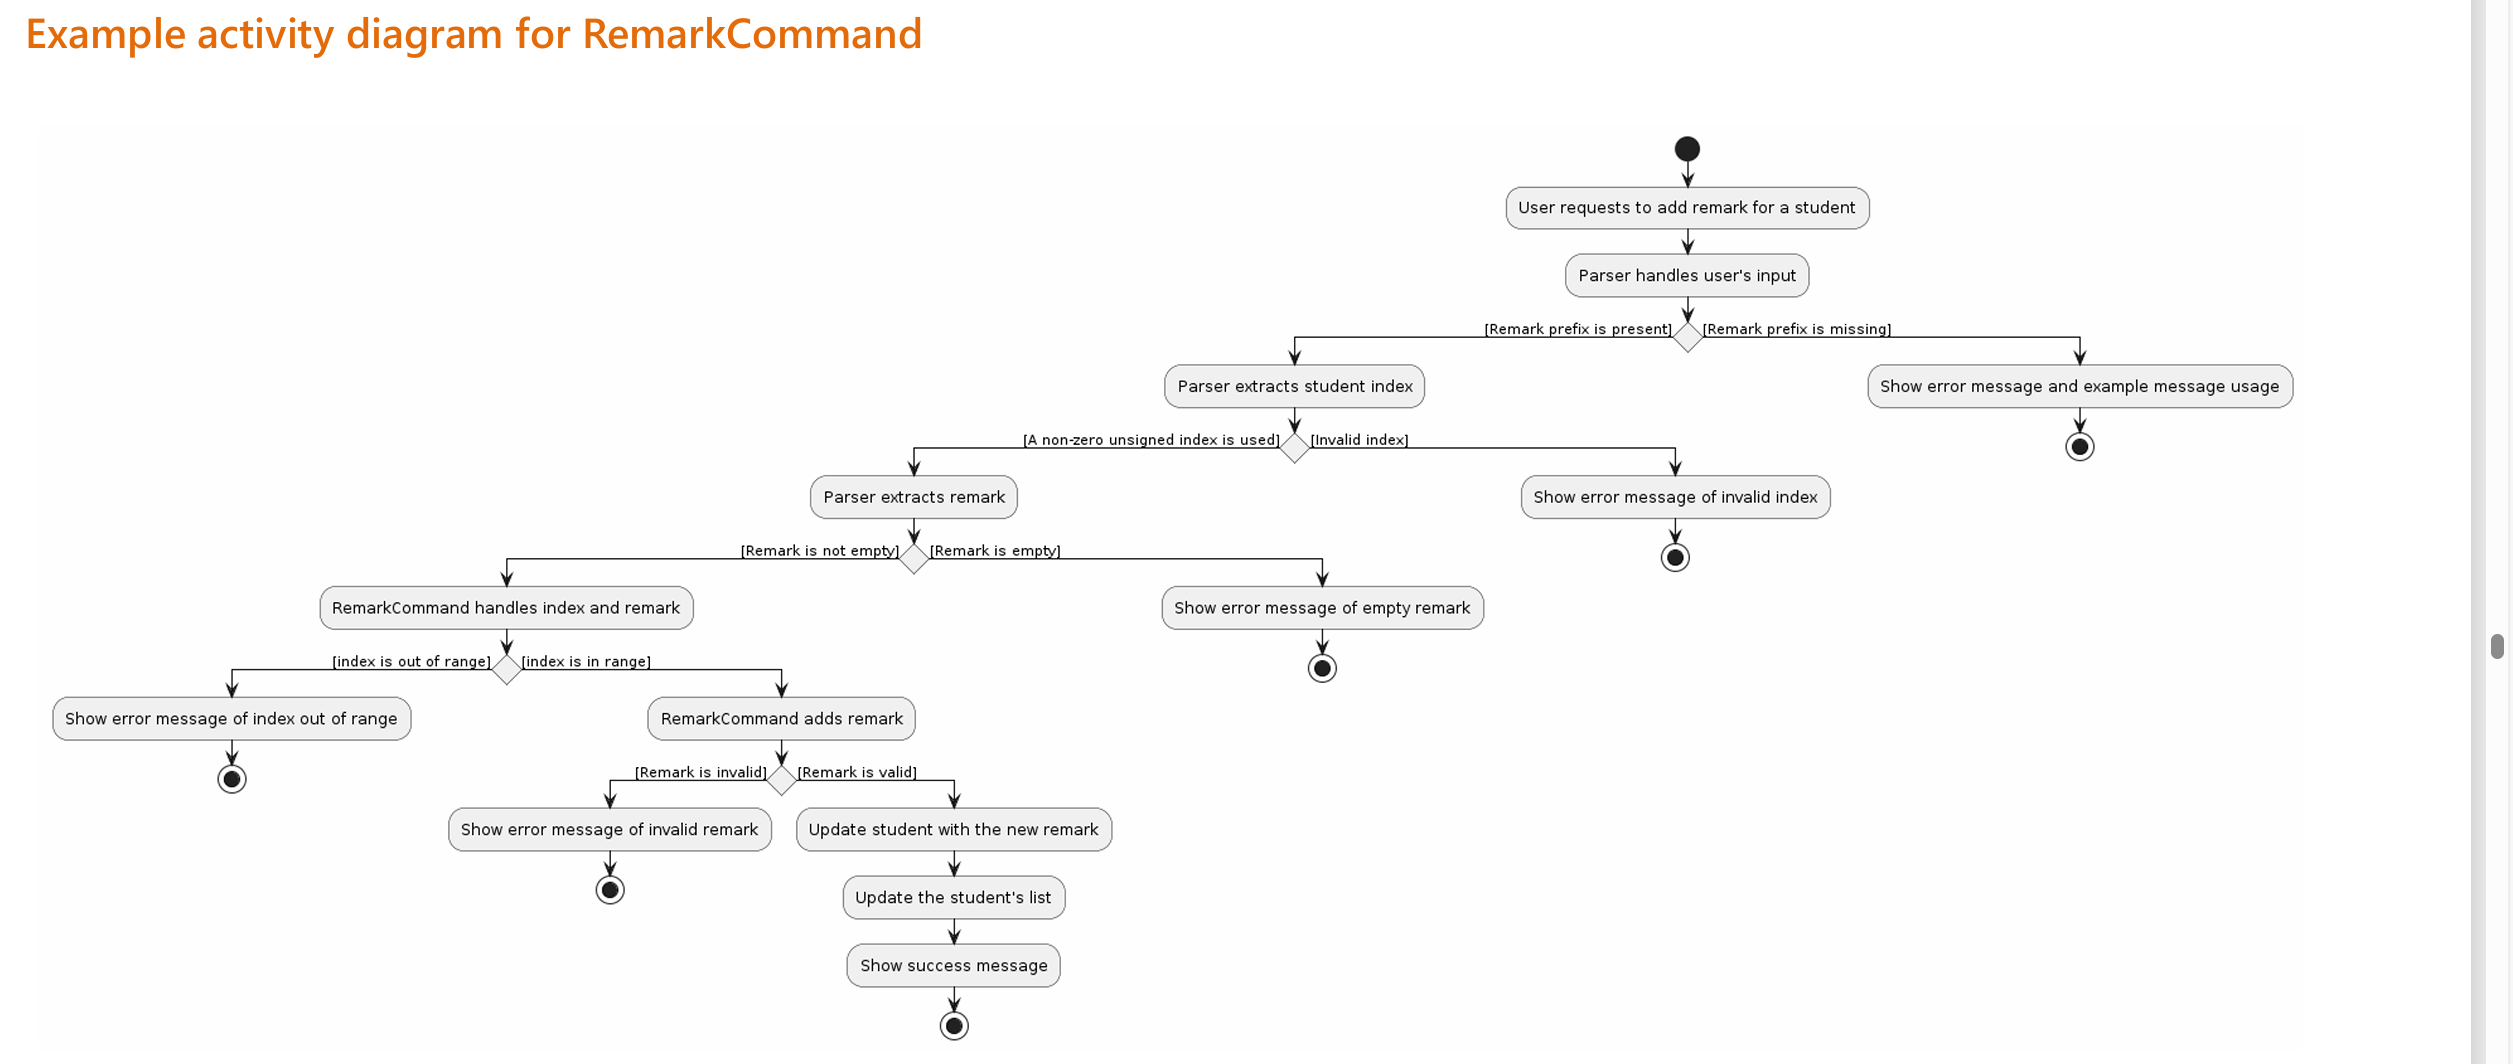 Example activity diagram for RemarkCommand
User requests to add remark for a student
Parser handles user's input
[Remark prefix is present]
[Remark prefix is missing]
Parser extracts student index
Show error message and example message usage
[A non-zero unsigned index is used]
[Invalid index]
Parser extracts remark
Show error message of invalid index
[Remark is not empty]
[Remark is empty]
RemarkCommand handles index and remark
Show error message of empty remark
[index is out of range]
[index is in range]
Show error message of index out of range
RemarkCommand adds remark
[Remark is invalid]
[Remark is valid]
Show error message of invalid remark
Update student with the new remark
Update the student's list
Show success message